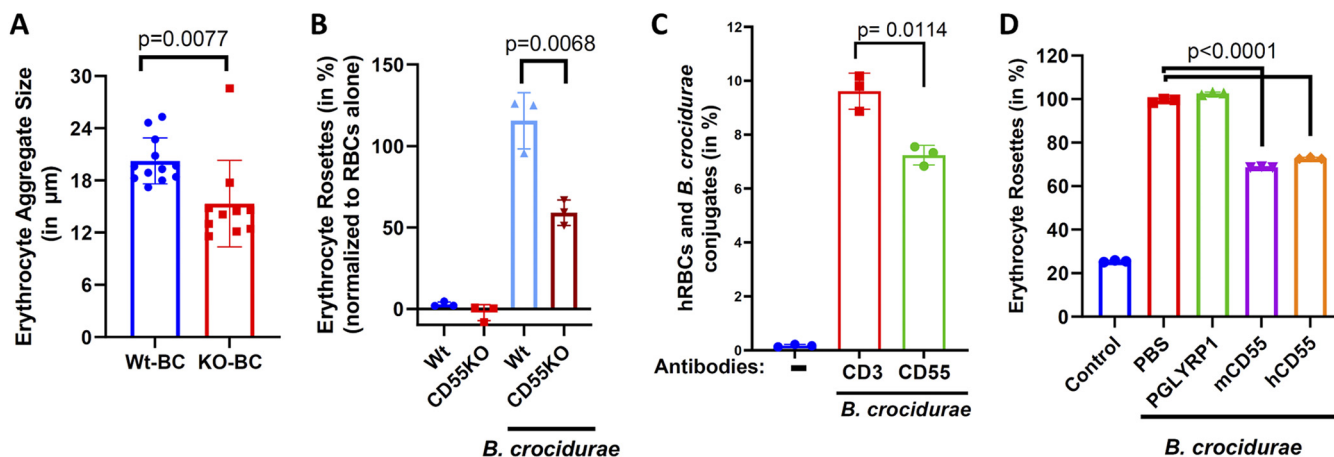 A
p=0.0077
Erythrocyte Aggregate Size
(in μm)
30
24
18
12
6
0
Wt-BC KO-BC
B
p=0.0068
Erythrocyte Rosettes (in %)
(normalized to RBCs alone)
150
100
50
0
Wt
CD55KO
Wt
CD55KO
B. crocidurae
C
p= 0.0114
hRBCs and B. crocidurae
conjugates (in %)
12
10
8
6
4
2
0
Antibodies: - CD3 CD55
B. crocidurae
D
p<0.0001
Erythrocyte Rosettes (in %)
120
100
80
60
40
20
0
Control
PBS
PGLYRP1
mCD55
hCD55
B. crocidurae